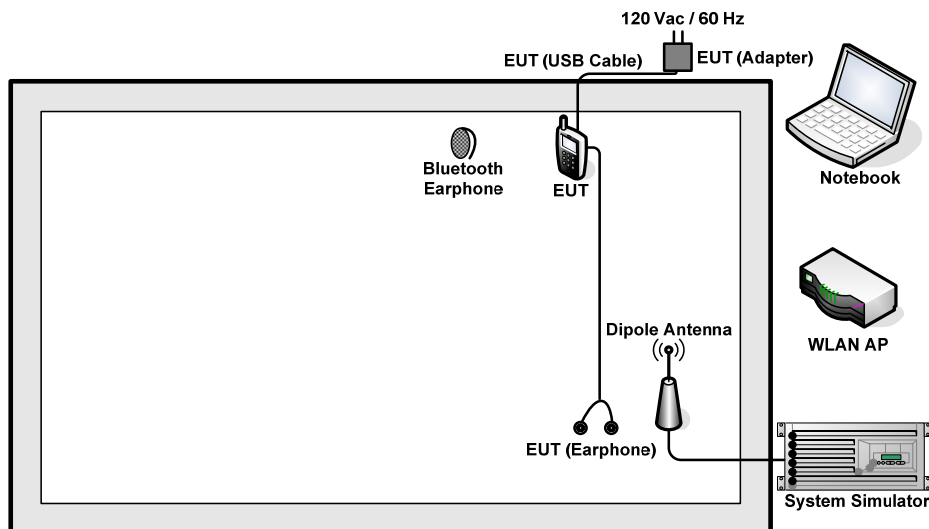 120 Vac / 60 Hz
EUT (USB Cable)
EUT (Adapter)
Bluetooth
Earphone
EUT
Notebook
WLAN AP
Dipole Antenna
EUT (Earphone)
System Simulator